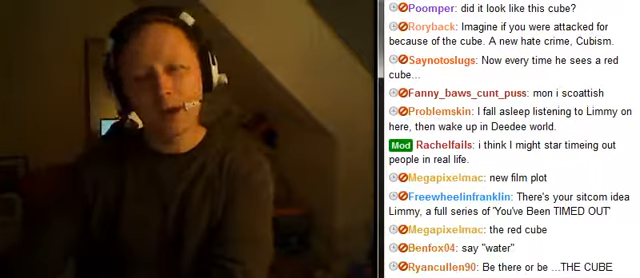 Poomper: did it look like this cube?
Roryback: Imagine if you were attacked for
because of the cube. A new hate crime, Cubism.
Saynotoslugs: Now every time he sees a red
cube...
Fanny_baws_cunt_puss: mon i scoattish
Problemskin: I fall asleep listening to Limmy on
here, then wake up in Deedee world.
Mod Rachelfails: i think I might star timeing out
people in real life.
Megapixelmac: new film plot
Freewheelinfranklin: There's your sitcom idea
Limmy, a full series of 'You've Been TIMED OUT'
Megapixelmac: the red cube
Benfox04: say "water"
Ryancullen90: Be there or be ...THE CUBE